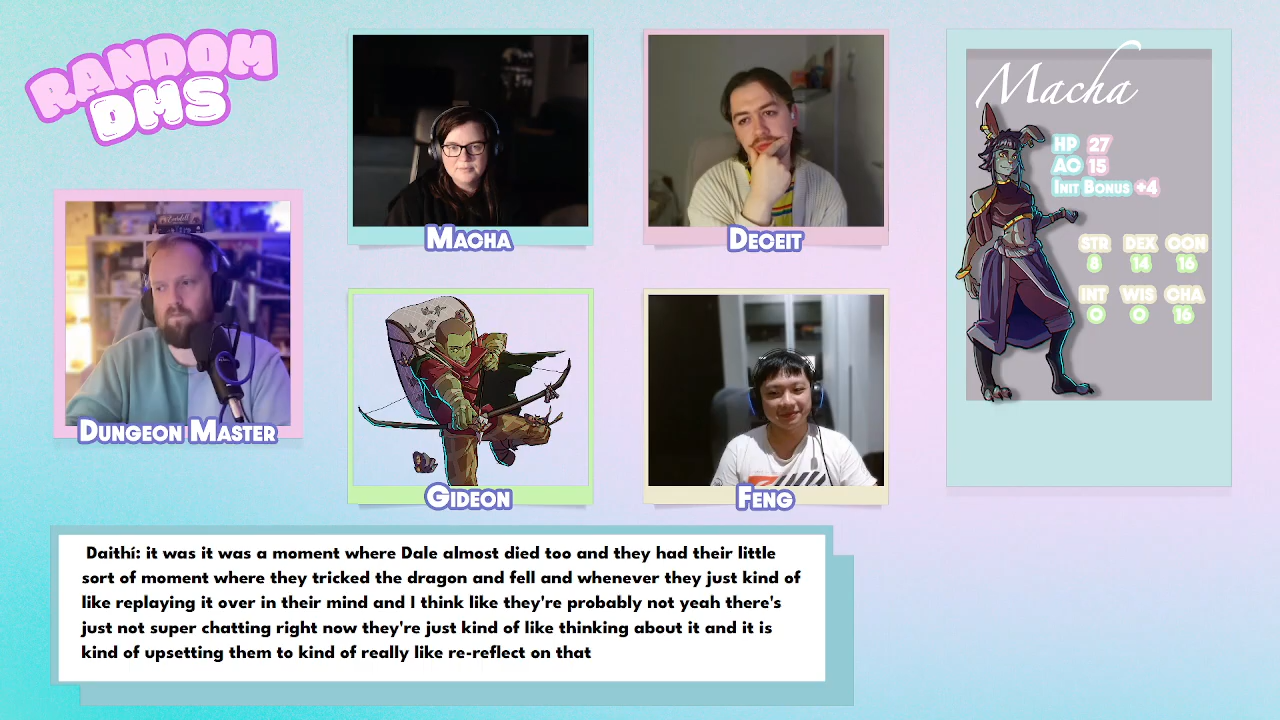 RANDOM
DMS
Dungeon Master
Macha
Deceit
Gideon
Feng
Macha
HP 27
AC 15
Init Bonus +4
STR DEX CON
8 14 16
INT WIS CHA
0 0 16
Daithí: it was it was a moment where Dale almost died too and they had their little
sort of moment where they tricked the dragon and fell and whenever they just kind of
like replaying it over in their mind and I think like they're probably not yeah there's
just not super chatting right now they're just kind of like thinking about it and it is
kind of upsetting them to kind of really like re-reflect on that